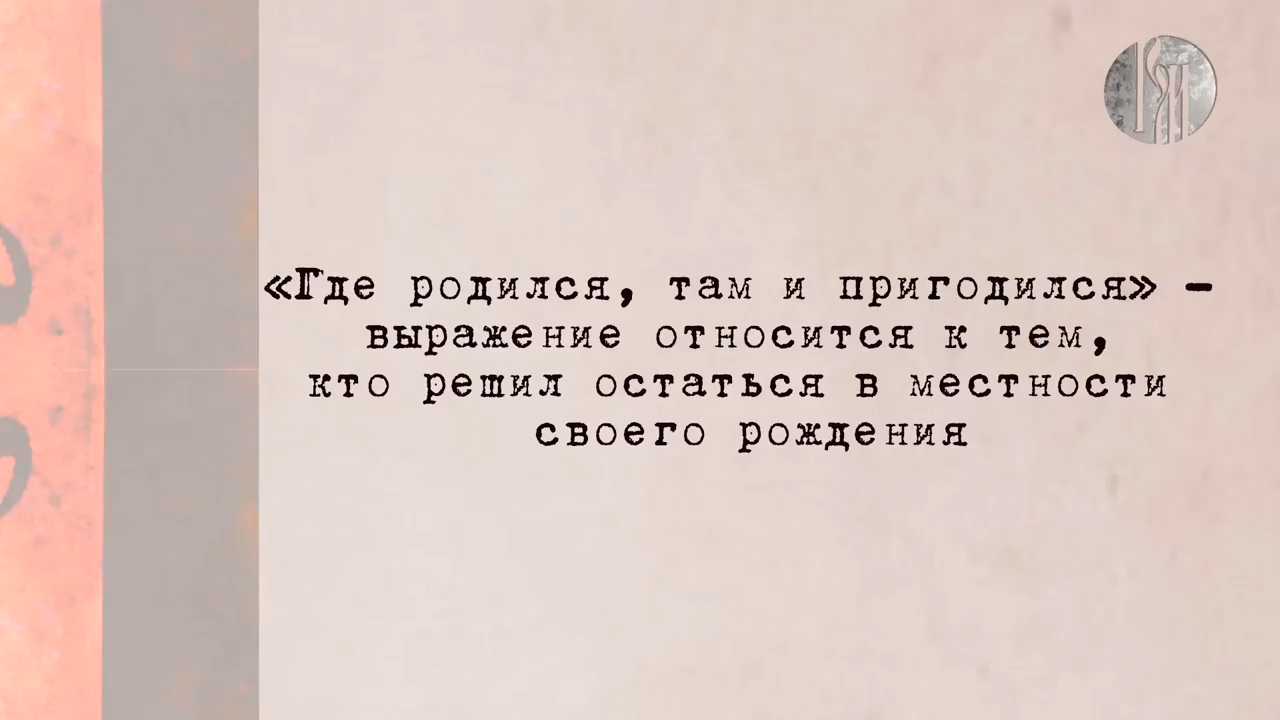 «Где родился, там и пригодился» –
выражение относится к тем,
кто решил остаться в местности
своего рождения